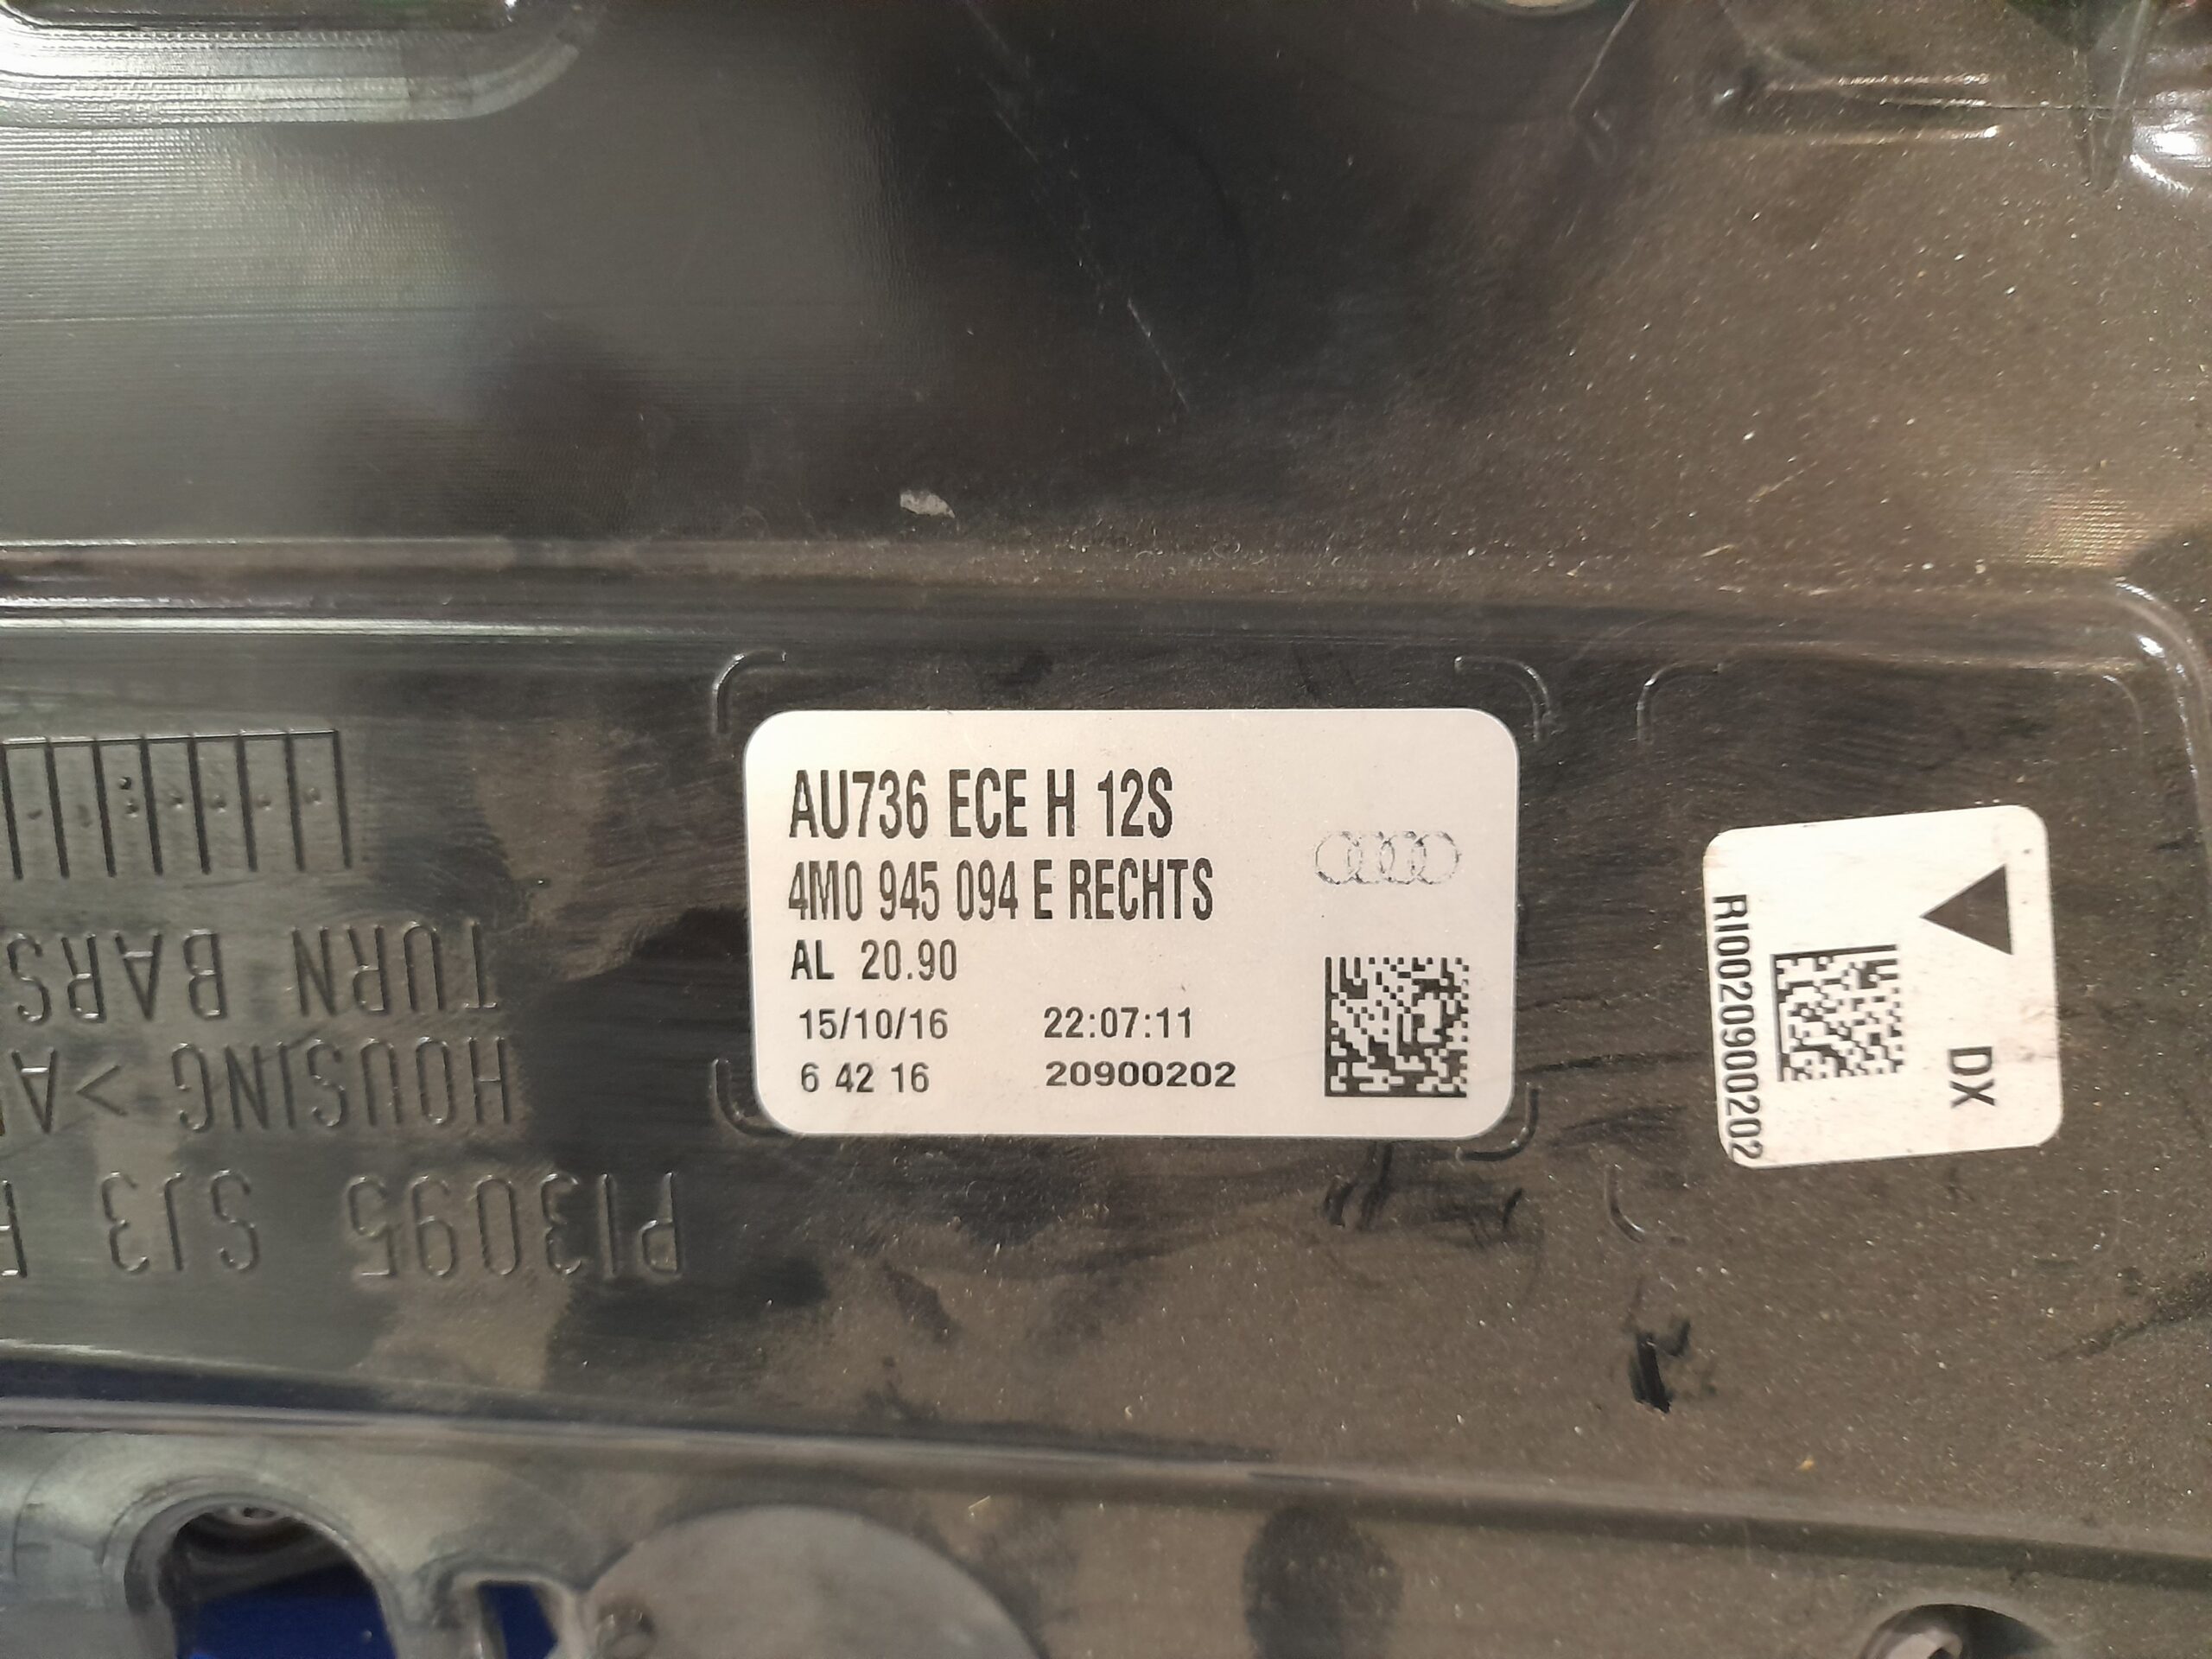 AU736 ECE H 12S
4M0 945 094 E RECHTS
AL 20.90
15/10/16 22:07:11
6 42 16 20900202
DX
RI00220900202
PI3095 SJ3
HOUSING >A
TURN BARS